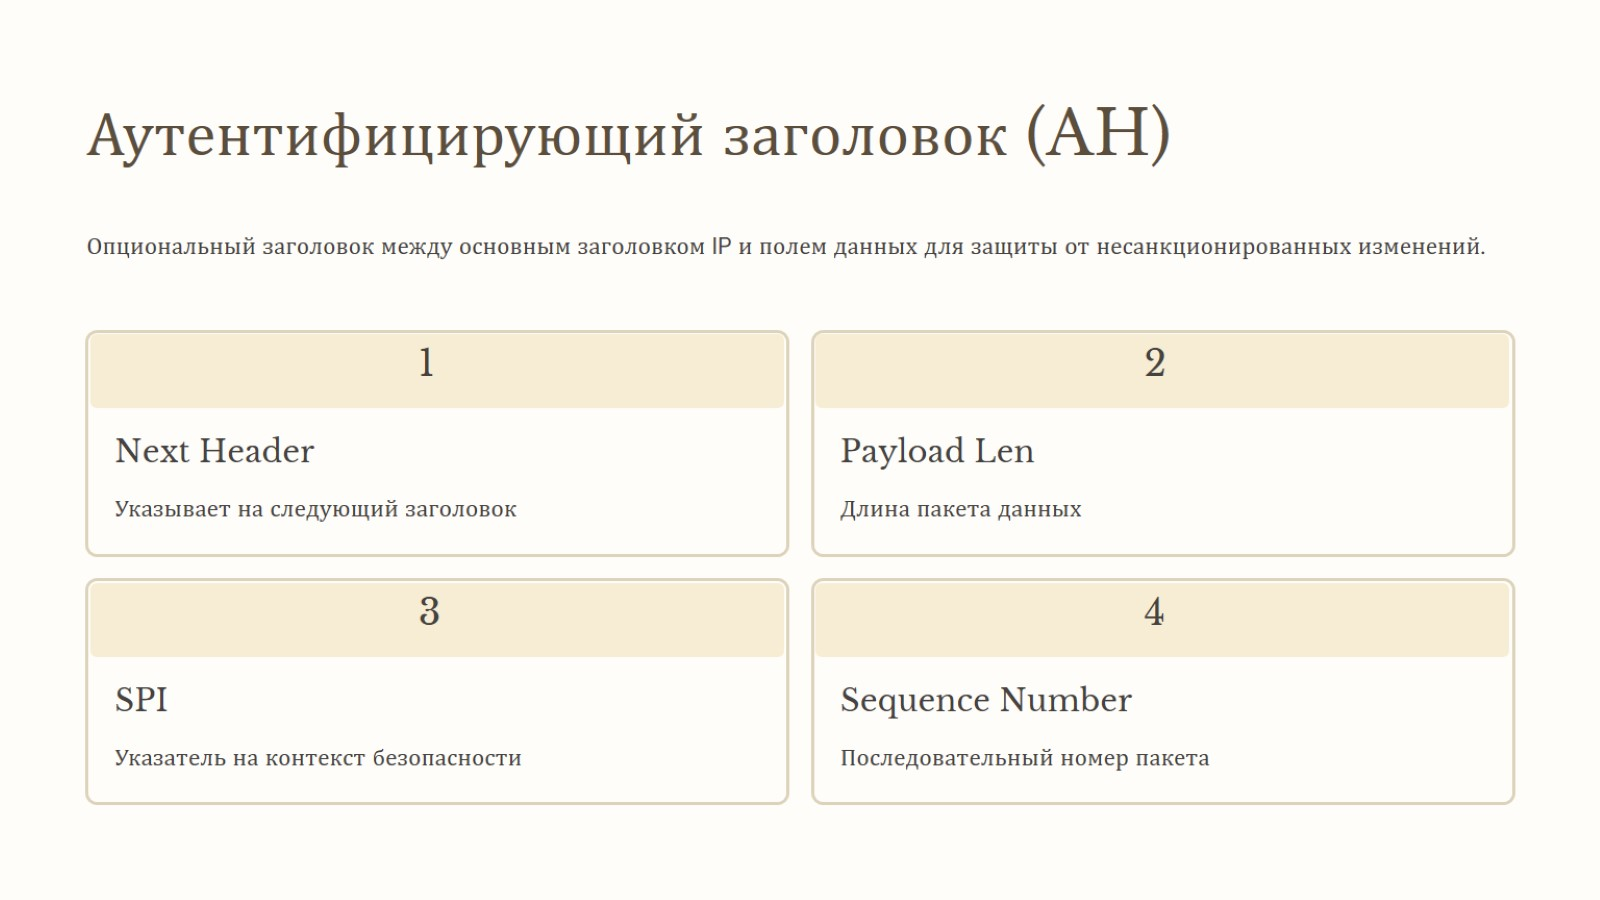 Аутентифицирующий заголовок (AH)
Опциональный заголовок между основным заголовком IP и полем данных для защиты от несанкционированных изменений.
1
Next Header
Указывает на следующий заголовок
2
Payload Len
Длина пакета данных
3
SPI
Указатель на контекст безопасности
4
Sequence Number
Последовательный номер пакета